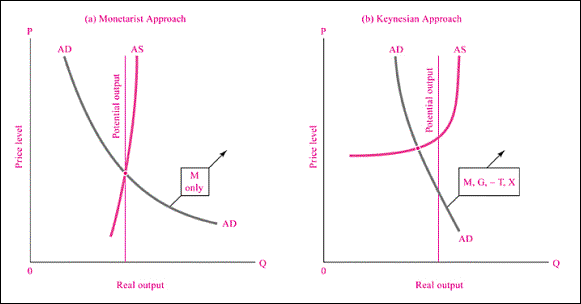 (a) Monetarist Approach
P
AD
AS
Potential output
Price level
M
only
AD
0
Q
Real output
(b) Keynesian Approach
P
AD
AS
Potential output
Price level
M, G, – T, X
AD
0
Q
Real output